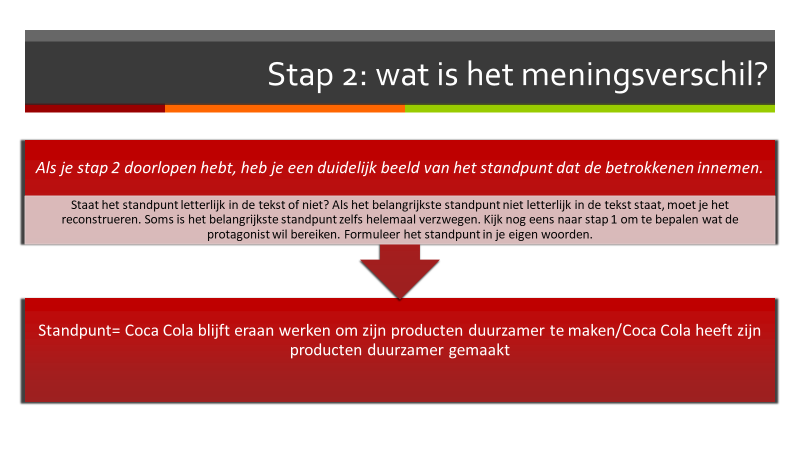 Stap 2: wat is het meningsverschil?
Als je stap 2 doorlopen hebt, heb je een duidelijk beeld van het standpunt dat de betrokkenen innemen.
Staat het standpunt letterlijk in de tekst of niet? Als het belangrijkste standpunt niet letterlijk in de tekst staat, moet je het
reconstrueren. Soms is het belangrijkste standpunt zelfs helemaal verzwegen. Kijk nog eens naar stap 1 om te bepalen wat de
protagonist wil bereiken. Formuleer het standpunt in je eigen woorden.
Standpunt= Coca Cola blijft eraan werken om zijn producten duurzamer te maken/Coca Cola heeft zijn
producten duurzamer gemaakt